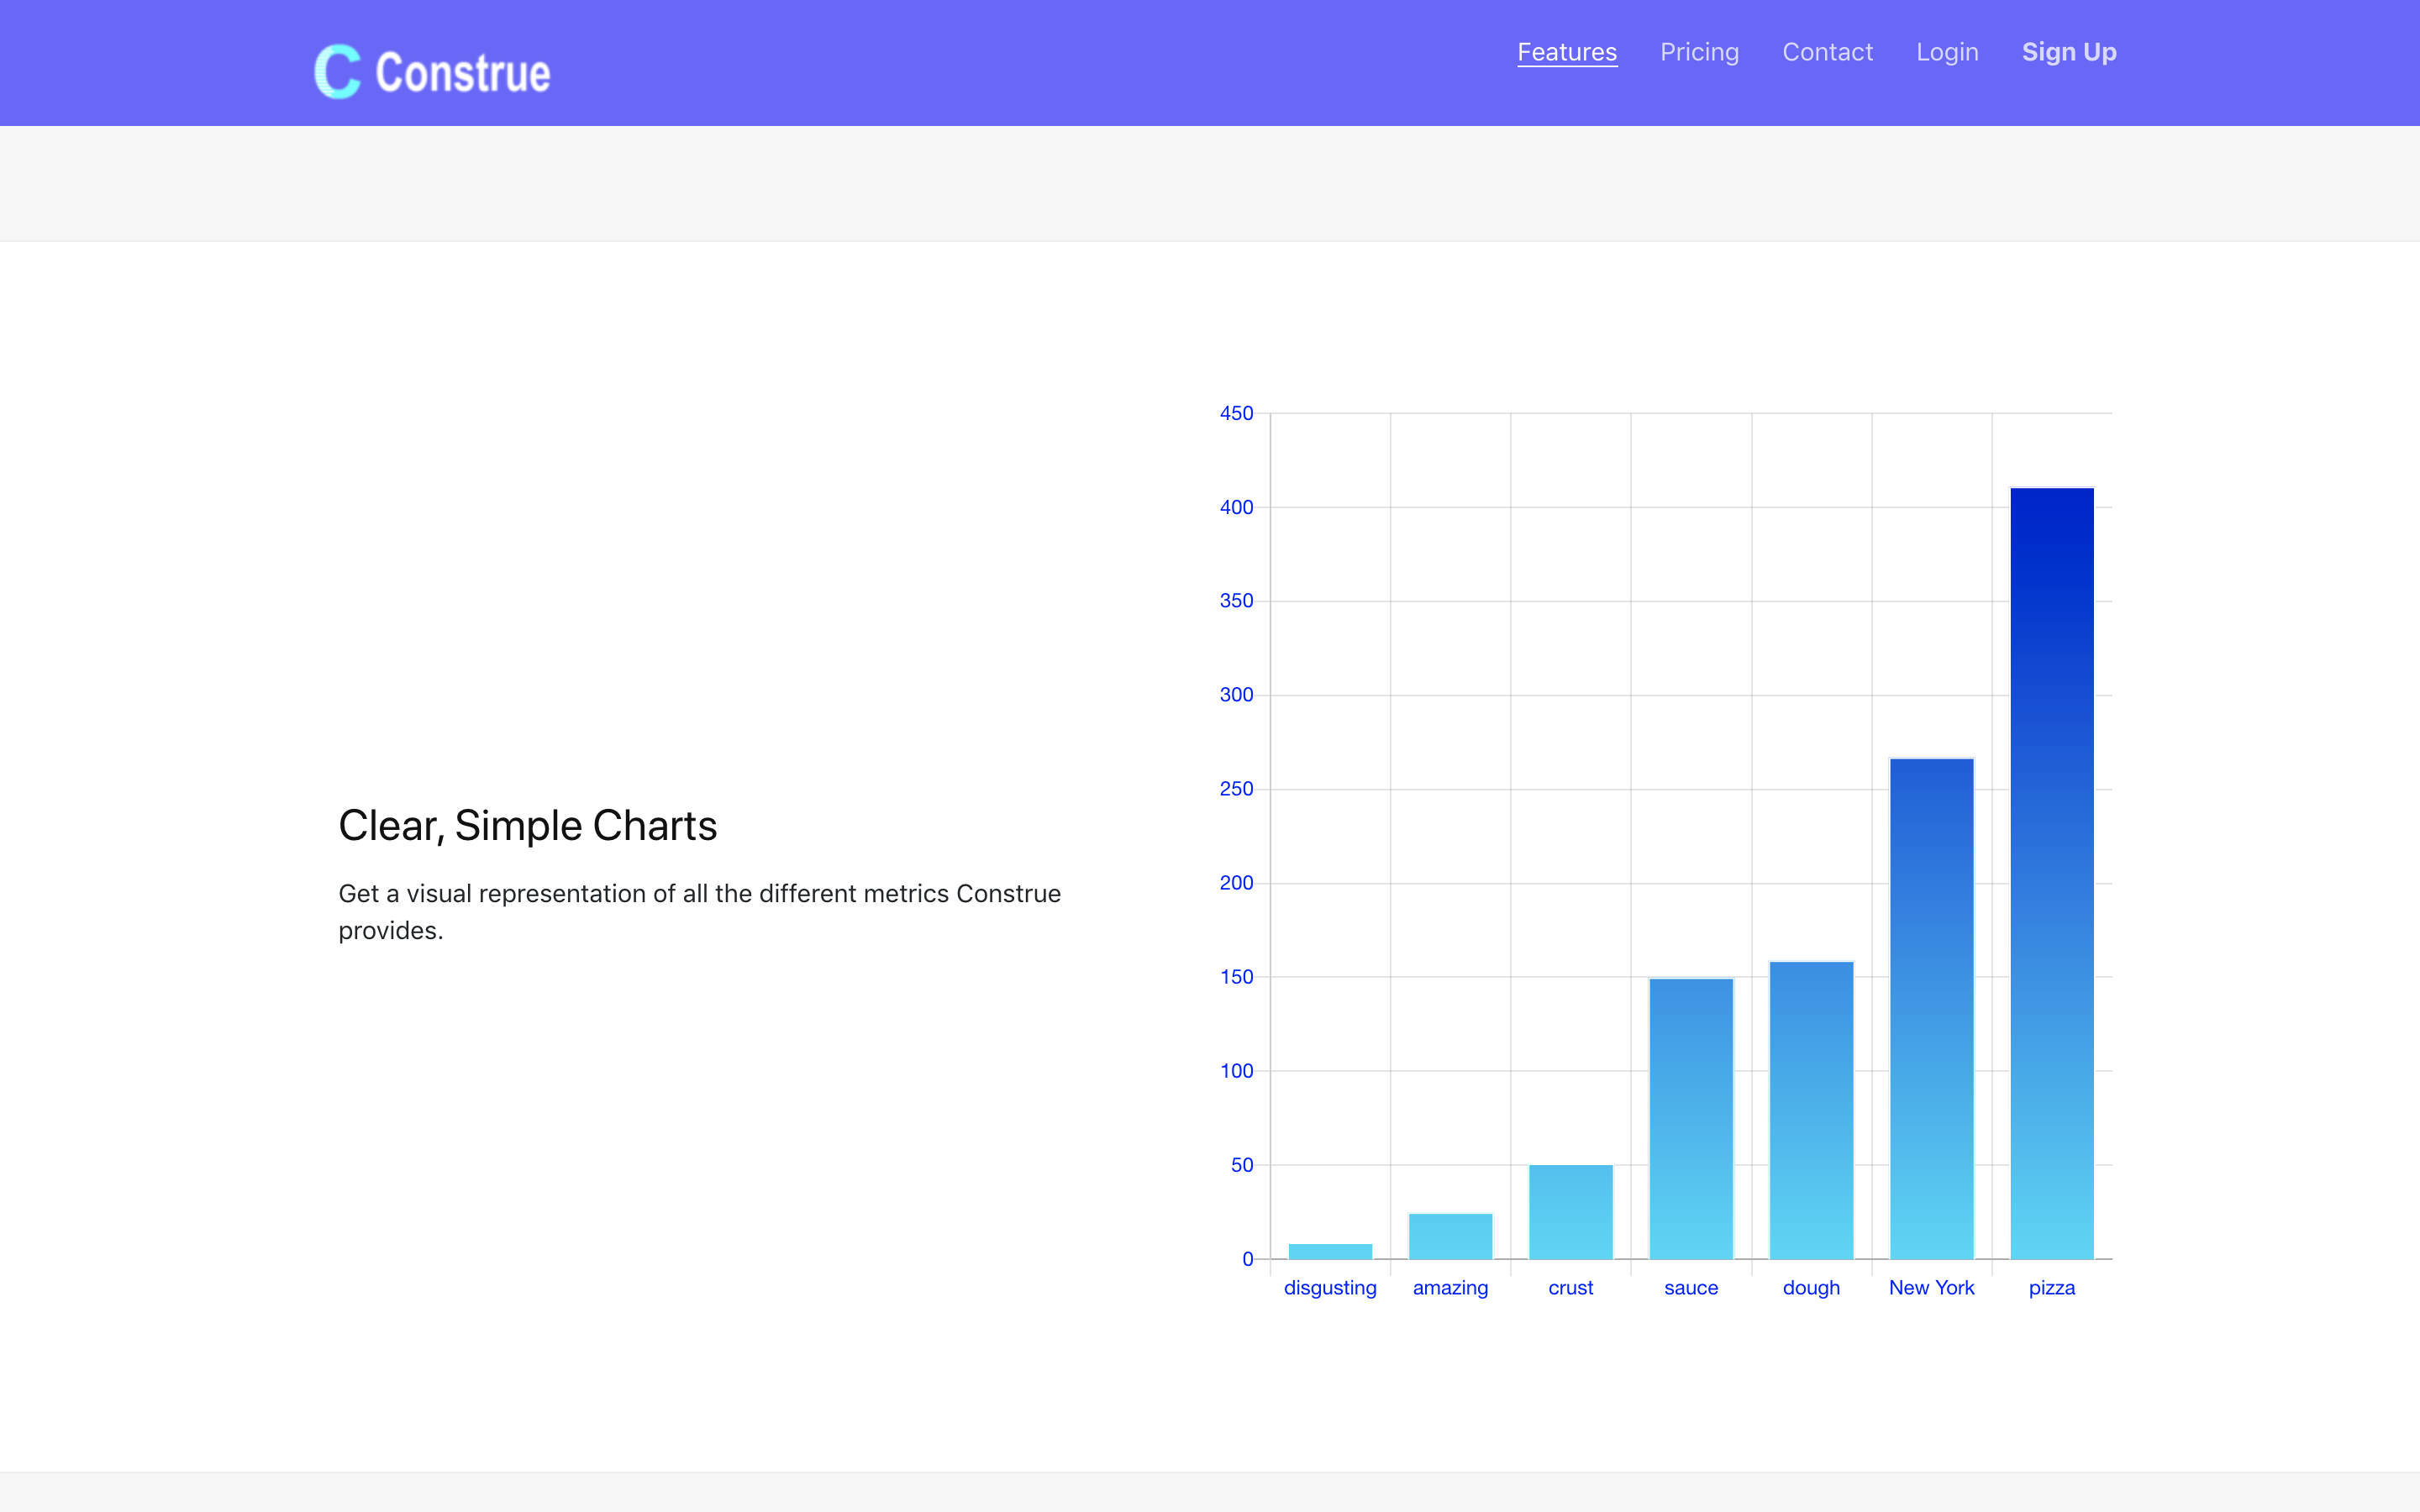 C Construe
Features Pricing Contact Login Sign Up
Clear, Simple Charts
Get a visual representation of all the different metrics Construe
provides.
450
400
350
300
250
200
150
100
50
0
disgusting amazing crust sauce dough New York pizza